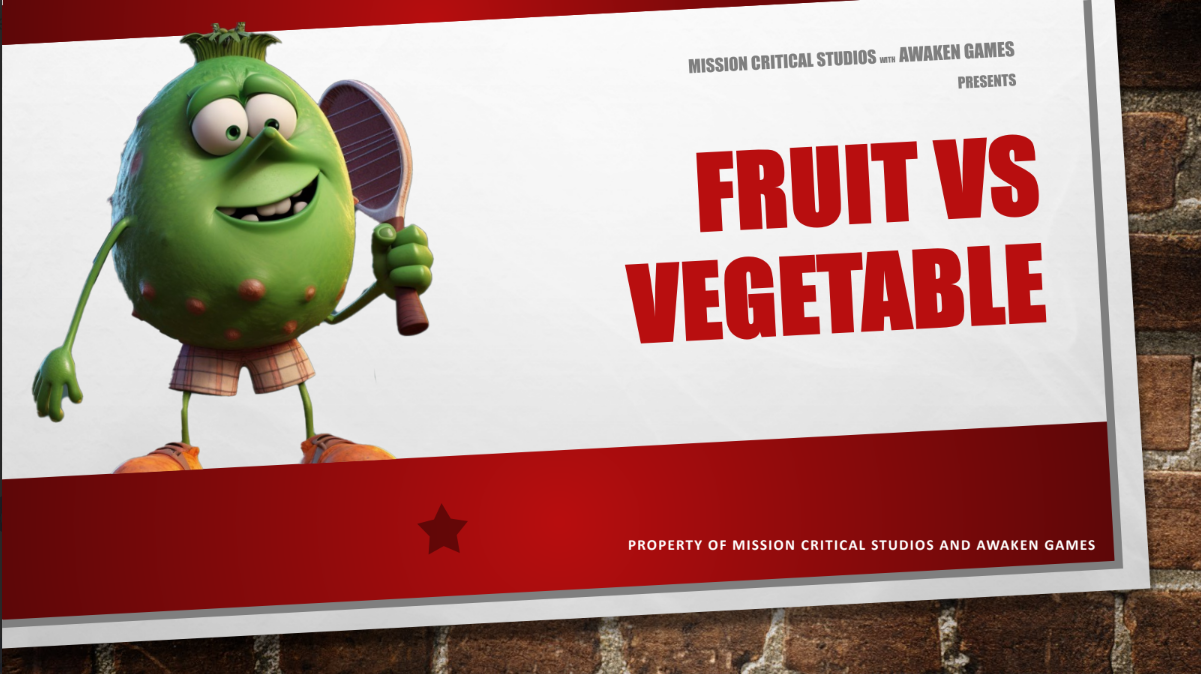 MISSION CRITICAL STUDIOS WITH AWAKEN GAMES
PRESENTS
FRUIT VS
VEGETABLE
PROPERTY OF MISSION CRITICAL STUDIOS AND AWAKEN GAMES